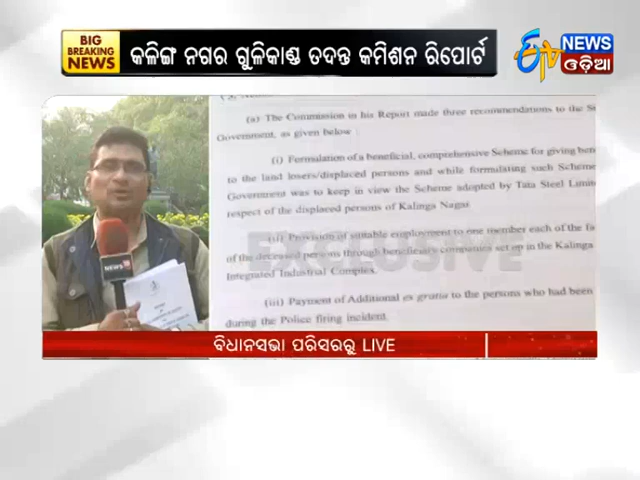 BIG
BREAKING
NEWS
କଳିଙ୍ଗ ନଗର ଗୁଳିକାଣ୍ଡ ତଦନ୍ତ କମିଶନ ରିପୋର୍ଟ
ETV NEWS
ଓଡ଼ିଆ
(a) The Commission in his Report made three recommendations to the
Government, as given below :
(i) Formulation of a beneficial, comprehensive Scheme for giving
to the land losers/displaced persons and while formulating such Scheme
Government was to keep in view the Scheme adopted by Tata Steel
respect of the displaced persons of Kalinga Nagar.
(ii) Provision of suitable employment to one member each of the
of the deceased persons through beneficiary companies set up in the Kalinga
Integrated Industrial Complex.
EXCLUSIVE
(iii) Payment of Additional ex gratia to the persons who had been
during the Police firing incident.
NEWS
ବିଧାନସଭା ପରିସରରୁ LIVE